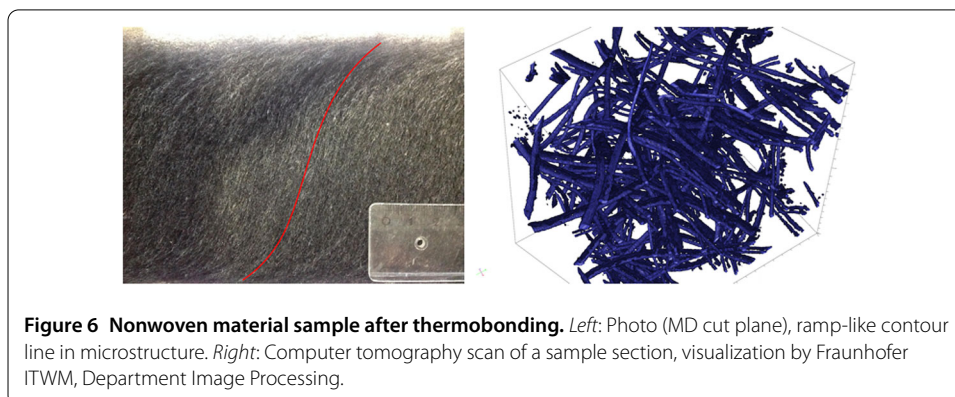 x
Figure 6 Nonwoven material sample after thermobonding. Left: Photo (MD cut plane), ramp-like contour
line in microstructure. Right: Computer tomography scan of a sample section, visualization by Fraunhofer
ITWM, Department Image Processing.